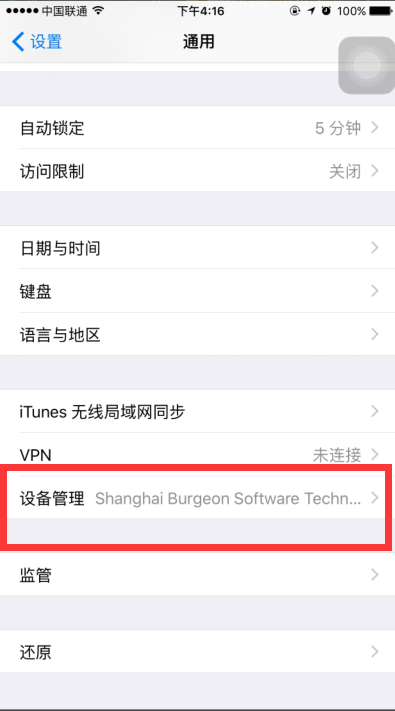 中国联通 下午4:16 100%
设置 通用
自动锁定 5 分钟
访问限制 关闭
日期与时间
键盘
语言与地区
iTunes 无线局域网同步
VPN 未连接
设备管理 Shanghai Burgeon Software Techn...
监管
还原